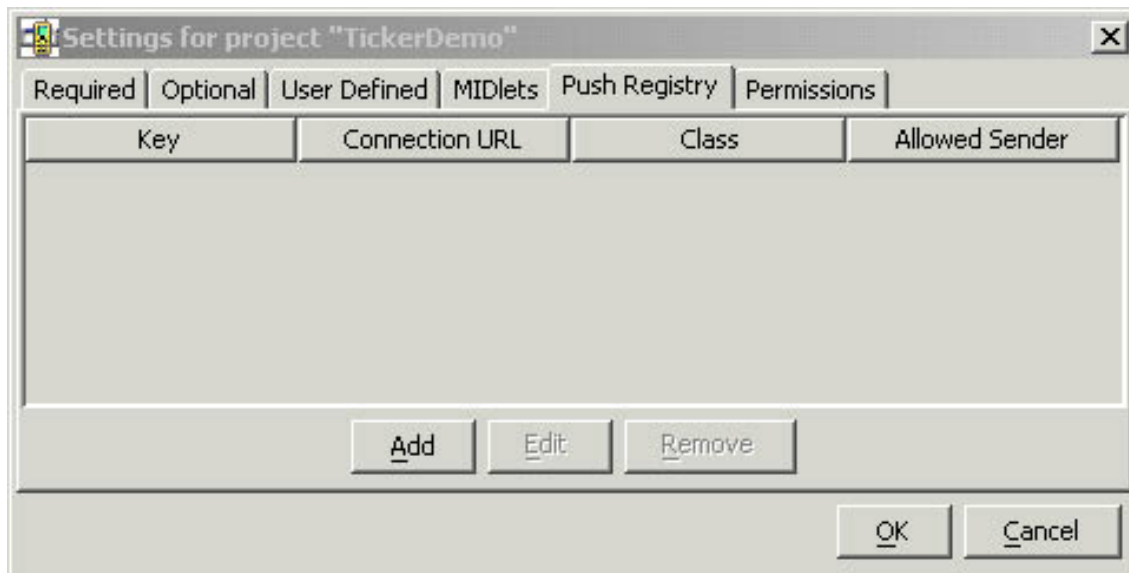 Settings for project "TickerDemo"
Required Optional User Defined MIDlets Push Registry Permissions
Key Connection URL Class Allowed Sender
Add Edit Remove
OK Cancel